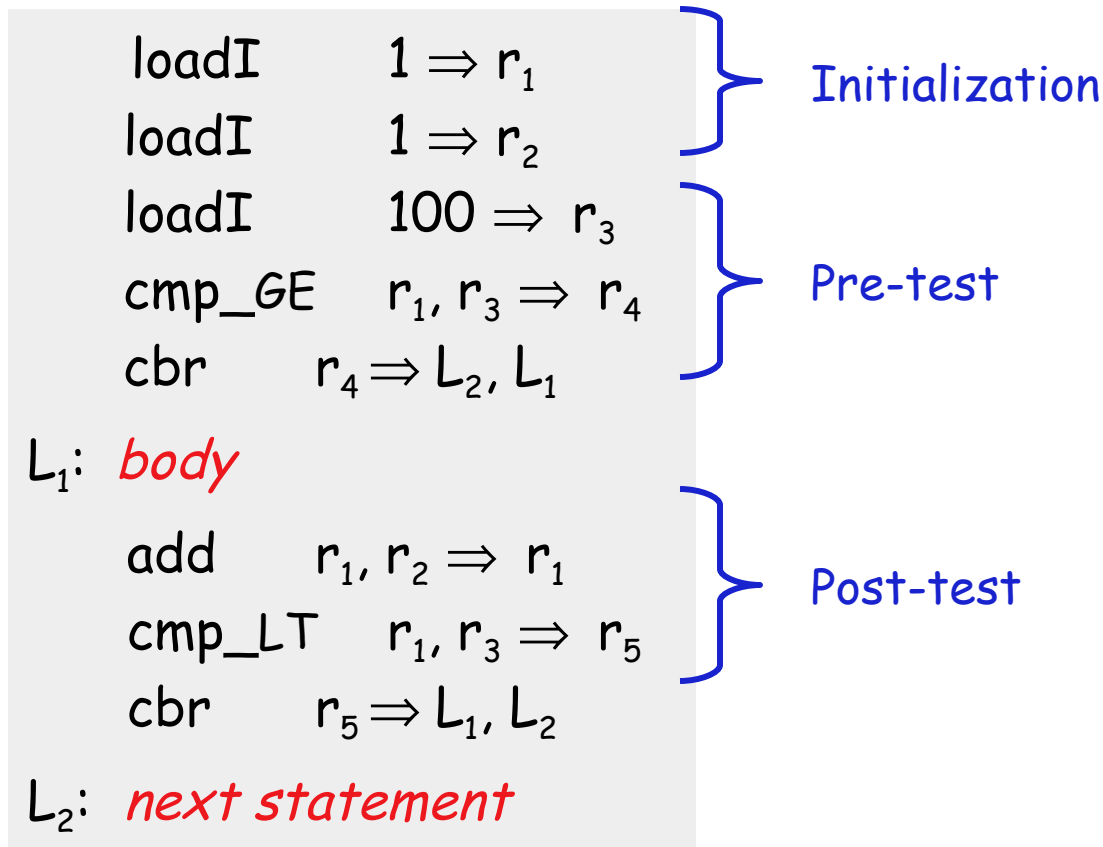 loadI 1 ⇒ r₁
loadI 1 ⇒ r₂
Initialization
loadI 100 ⇒ r₃
cmp_GE r₁, r₃ ⇒ r₄
cbr r₄ ⇒ L₂, L₁
Pre-test
L₁: body
add r₁, r₂ ⇒ r₁
cmp_LT r₁, r₃ ⇒ r₅
cbr r₅ ⇒ L₁, L₂
Post-test
L₂: next statement